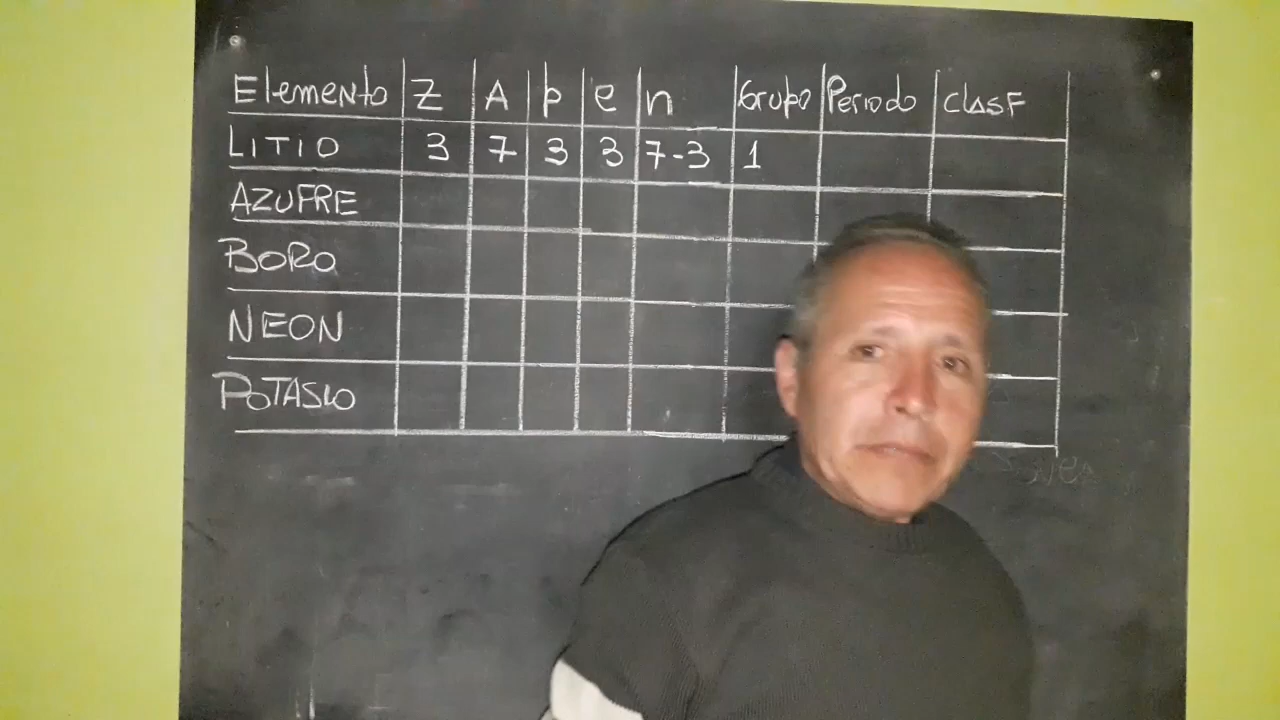 Elemento Z A p e n Grupo Periodo clasF
LITIO 3 7 3 3 7-3 1
AZUFRE
BORO
NEON
POTASIO